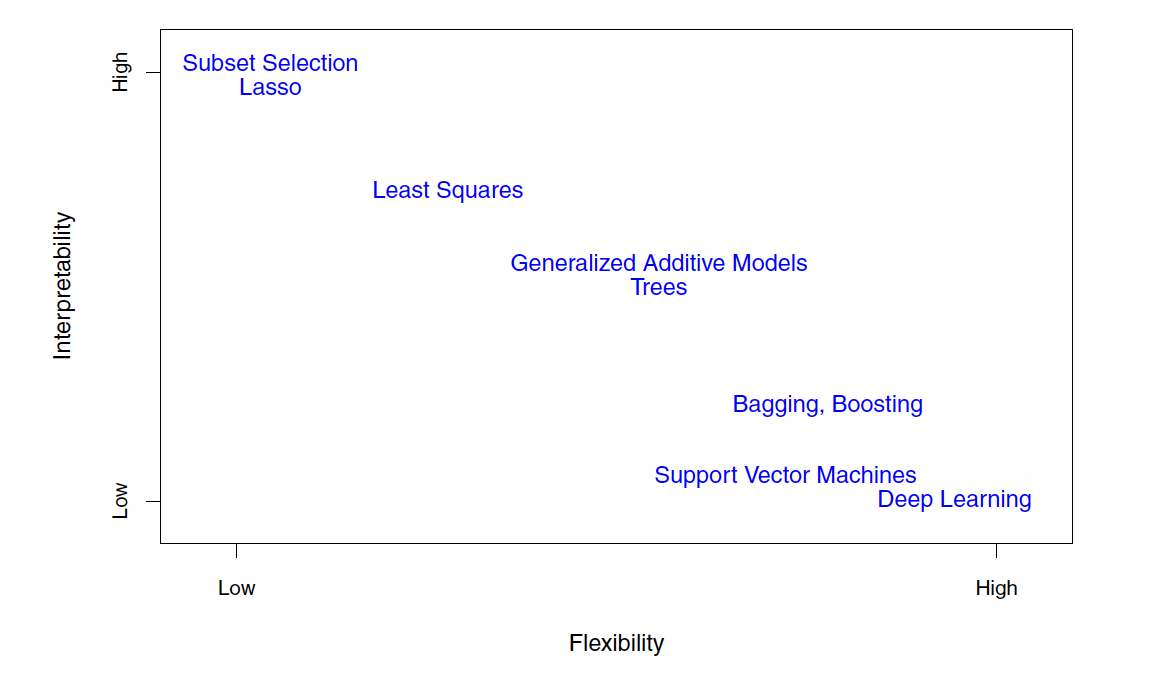 High
Subset Selection
Lasso
Least Squares
Interpretability
Generalized Additive Models
Trees
Bagging, Boosting
Support Vector Machines
Low
Deep Learning
Low
High
Flexibility